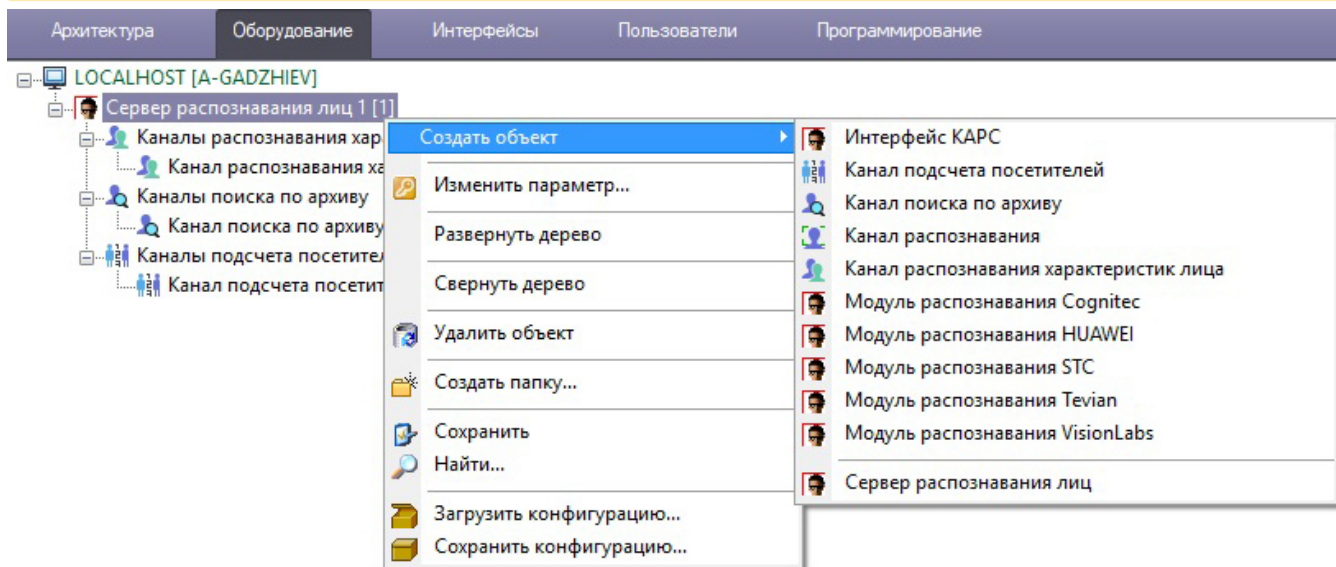 Архитектура Оборудование Интерфейсы Пользователи Программирование
LOCALHOST [A-GADZHIEV]
Сервер распознавания лиц 1 [1]
Каналы распознавания хар
Канал распознавания ха
Каналы поиска по архиву
Канал поиска по архиву
Каналы подсчета посетител
Канал подсчета посетит
Создать объект
Изменить параметр...
Развернуть дерево
Свернуть дерево
Удалить объект
Создать папку...
Сохранить
Найти...
Загрузить конфигурацию...
Сохранить конфигурацию...
Интерфейс КАРС
Канал подсчета посетителей
Канал поиска по архиву
Канал распознавания
Канал распознавания характеристик лица
Модуль распознавания Cognitec
Модуль распознавания HUAWEI
Модуль распознавания STC
Модуль распознавания Tevian
Модуль распознавания VisionLabs
Сервер распознавания лиц